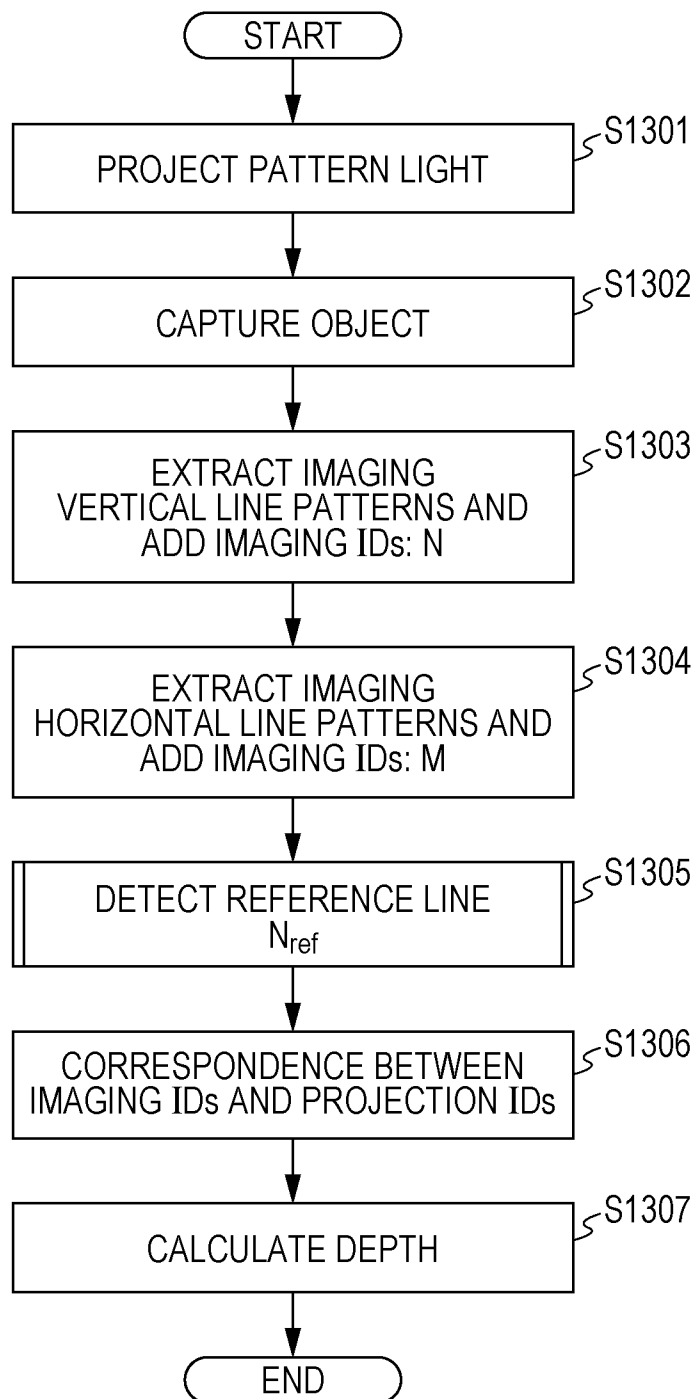 START
S1301
PROJECT PATTERN LIGHT
S1302
CAPTURE OBJECT
S1303
EXTRACT IMAGING
VERTICAL LINE PATTERNS AND
ADD IMAGING IDs: N
S1304
EXTRACT IMAGING
HORIZONTAL LINE PATTERNS AND
ADD IMAGING IDs: M
S1305
DETECT REFERENCE LINE
Nref
S1306
CORRESPONDENCE BETWEEN
IMAGING IDs AND PROJECTION IDs
S1307
CALCULATE DEPTH
END